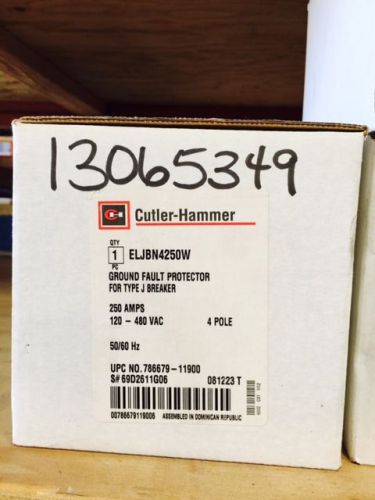 13065349
Cutler-Hammer
QTY
1 ELJBN4250W
PC
GROUND FAULT PROTECTOR
FOR TYPE J BREAKER
250 AMPS
120 - 480 VAC 4 POLE
50/60 Hz
UPC NO. 786679-11900
S# 69D2611G06 081223 T
00786679119006 ASSEMBLED IN DOMINICAN REPUBLIC